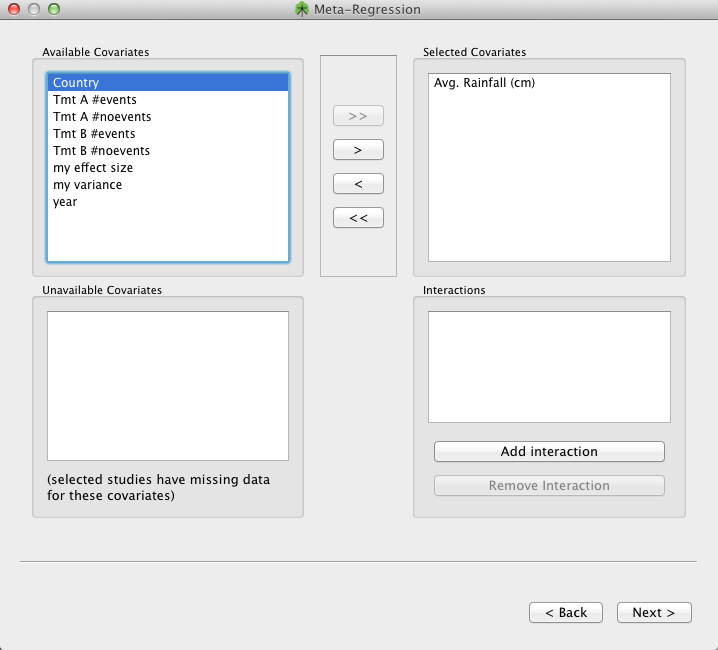 Meta-Regression
Available Covariates
Country
Tmt A #events
Tmt A #noevents
Tmt B #events
Tmt B #noevents
my effect size
my variance
year
>>
>
<
<<
Selected Covariates
Avg. Rainfall (cm)
Unavailable Covariates
(selected studies have missing data
for these covariates)
Interactions
Add interaction
Remove Interaction
< Back
Next >